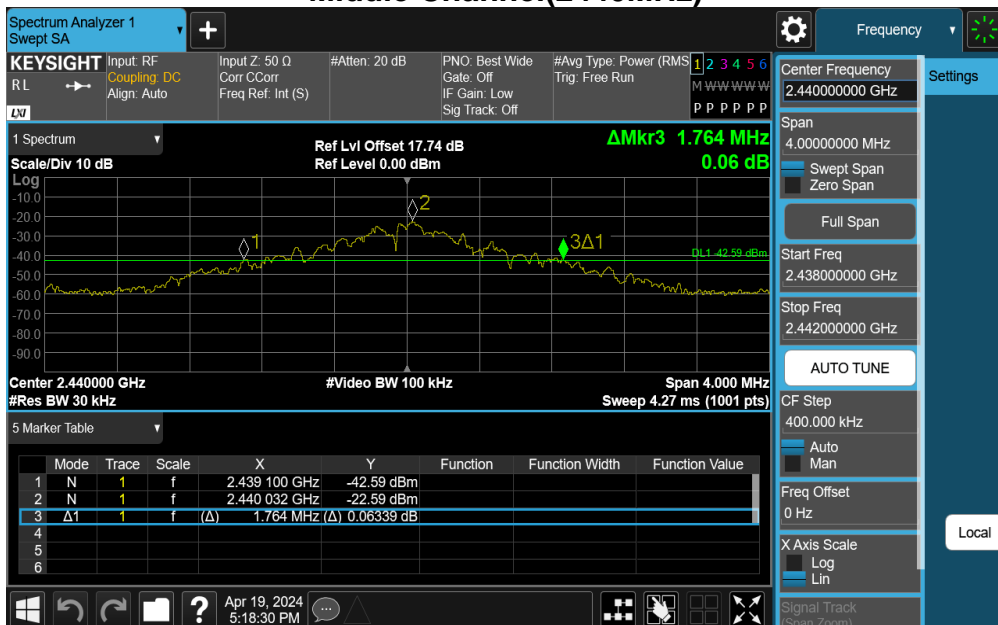 Spectrum Analyzer 1
Swept SA
Frequency
KEYSIGHT
RL
LXI
Input: RF
Coupling: DC
Align: Auto
Input Z: 50 Ω
Corr CCorr
Freq Ref: Int (S)
#Atten: 20 dB
PNO: Best Wide
Gate: Off
IF Gain: Low
Sig Track: Off
#Avg Type: Power (RMS
Trig: Free Run
1 2 3 4 5 6
M W W W W W
P P P P P P
1 Spectrum
Scale/Div 10 dB
Ref Lvl Offset 17.74 dB
Ref Level 0.00 dBm
ΔMkr3 1.764 MHz
0.06 dB
Log
-10.0
-20.0
-30.0
-40.0
-50.0
-60.0
-70.0
-80.0
-90.0
1
2
3Δ1
DL1 -42.59 dBm
Center 2.440000 GHz
#Res BW 30 kHz
#Video BW 100 kHz
Span 4.000 MHz
Sweep 4.27 ms (1001 pts)
5 Marker Table
Mode Trace Scale X Y Function Function Width Function Value
1 N 1 f 2.439 100 GHz -42.59 dBm
2 N 1 f 2.440 032 GHz -22.59 dBm
3 Δ1 1 f (Δ) 1.764 MHz (Δ) 0.06339 dB
4
5
6
Apr 19, 2024
5:18:30 PM
Center Frequency
2.440000000 GHz
Span
4.00000000 MHz
Swept Span
Zero Span
Full Span
Start Freq
2.438000000 GHz
Stop Freq
2.442000000 GHz
AUTO TUNE
CF Step
400.000 kHz
Auto
Man
Freq Offset
0 Hz
X Axis Scale
Log
Lin
Signal Track
(Span Zoom)
Settings
Local